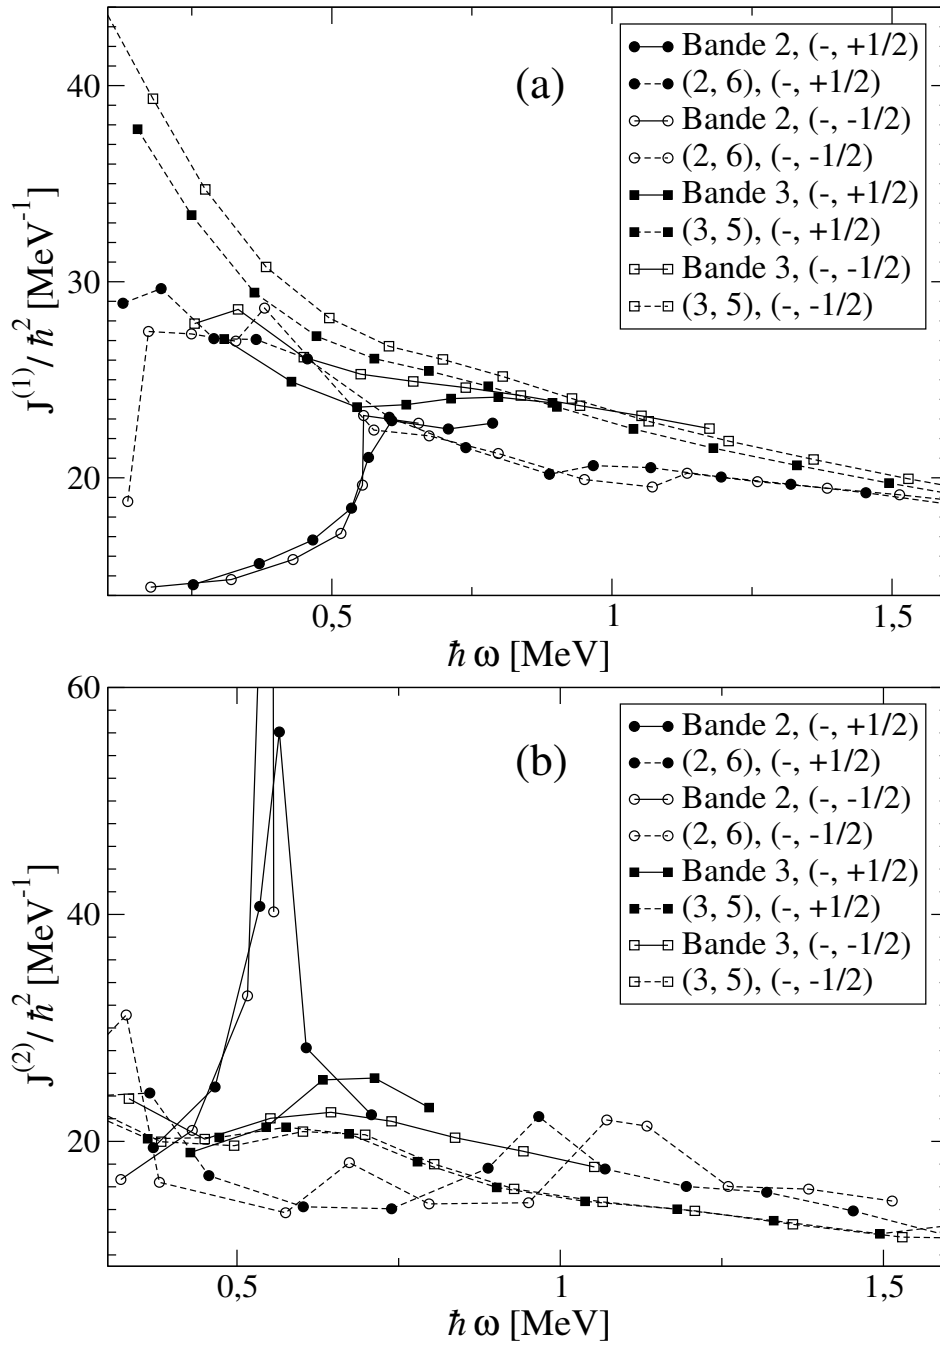 40
30
20
J(1)/ħ2 [MeV-1]
(a)
Bande 2, (-, +1/2)
(2, 6), (-, +1/2)
Bande 2, (-, -1/2)
(2, 6), (-, -1/2)
Bande 3, (-, +1/2)
(3, 5), (-, +1/2)
Bande 3, (-, -1/2)
(3, 5), (-, -1/2)
0,5 1 1,5
ħ ω [MeV]
60
40
20
J(2)/ħ2 [MeV-1]
(b)
Bande 2, (-, +1/2)
(2, 6), (-, +1/2)
Bande 2, (-, -1/2)
(2, 6), (-, -1/2)
Bande 3, (-, +1/2)
(3, 5), (-, +1/2)
Bande 3, (-, -1/2)
(3, 5), (-, -1/2)
0,5 1 1,5
ħ ω [MeV]